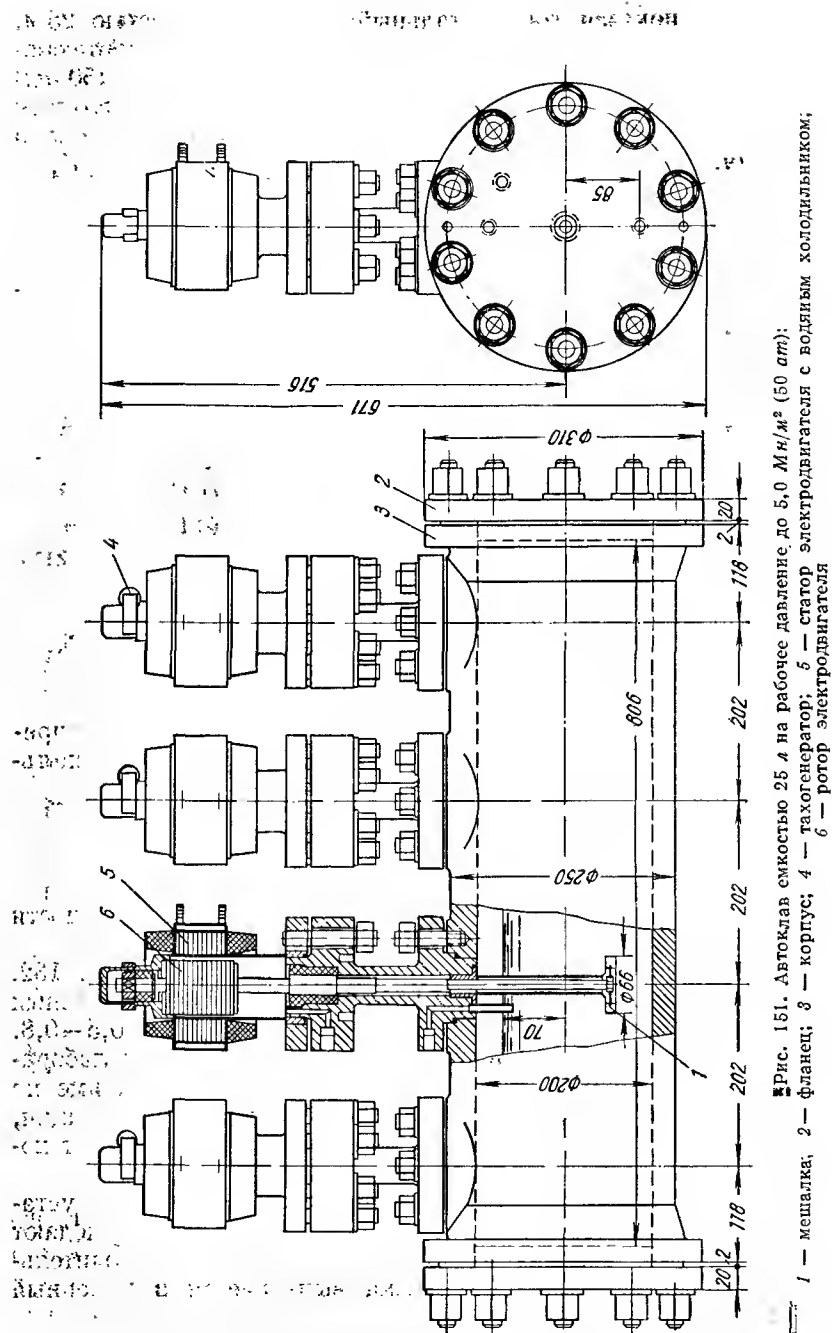 671
516
85
4
3
2
Ф310
5
6
20
2
118
806
202
Ф250
202
Ф66
70
Ф200
1
202
118
2
20
Рис. 151. Автоклав емкостью 25 л на рабочее давление до 5,0 Мн/м² (50 ат):
1 — мешалка; 2 — фланец; 3 — корпус; 4 — тахогенератор; 5 — статор электродвигателя с водяным холодильником;
6 — ротор электродвигателя